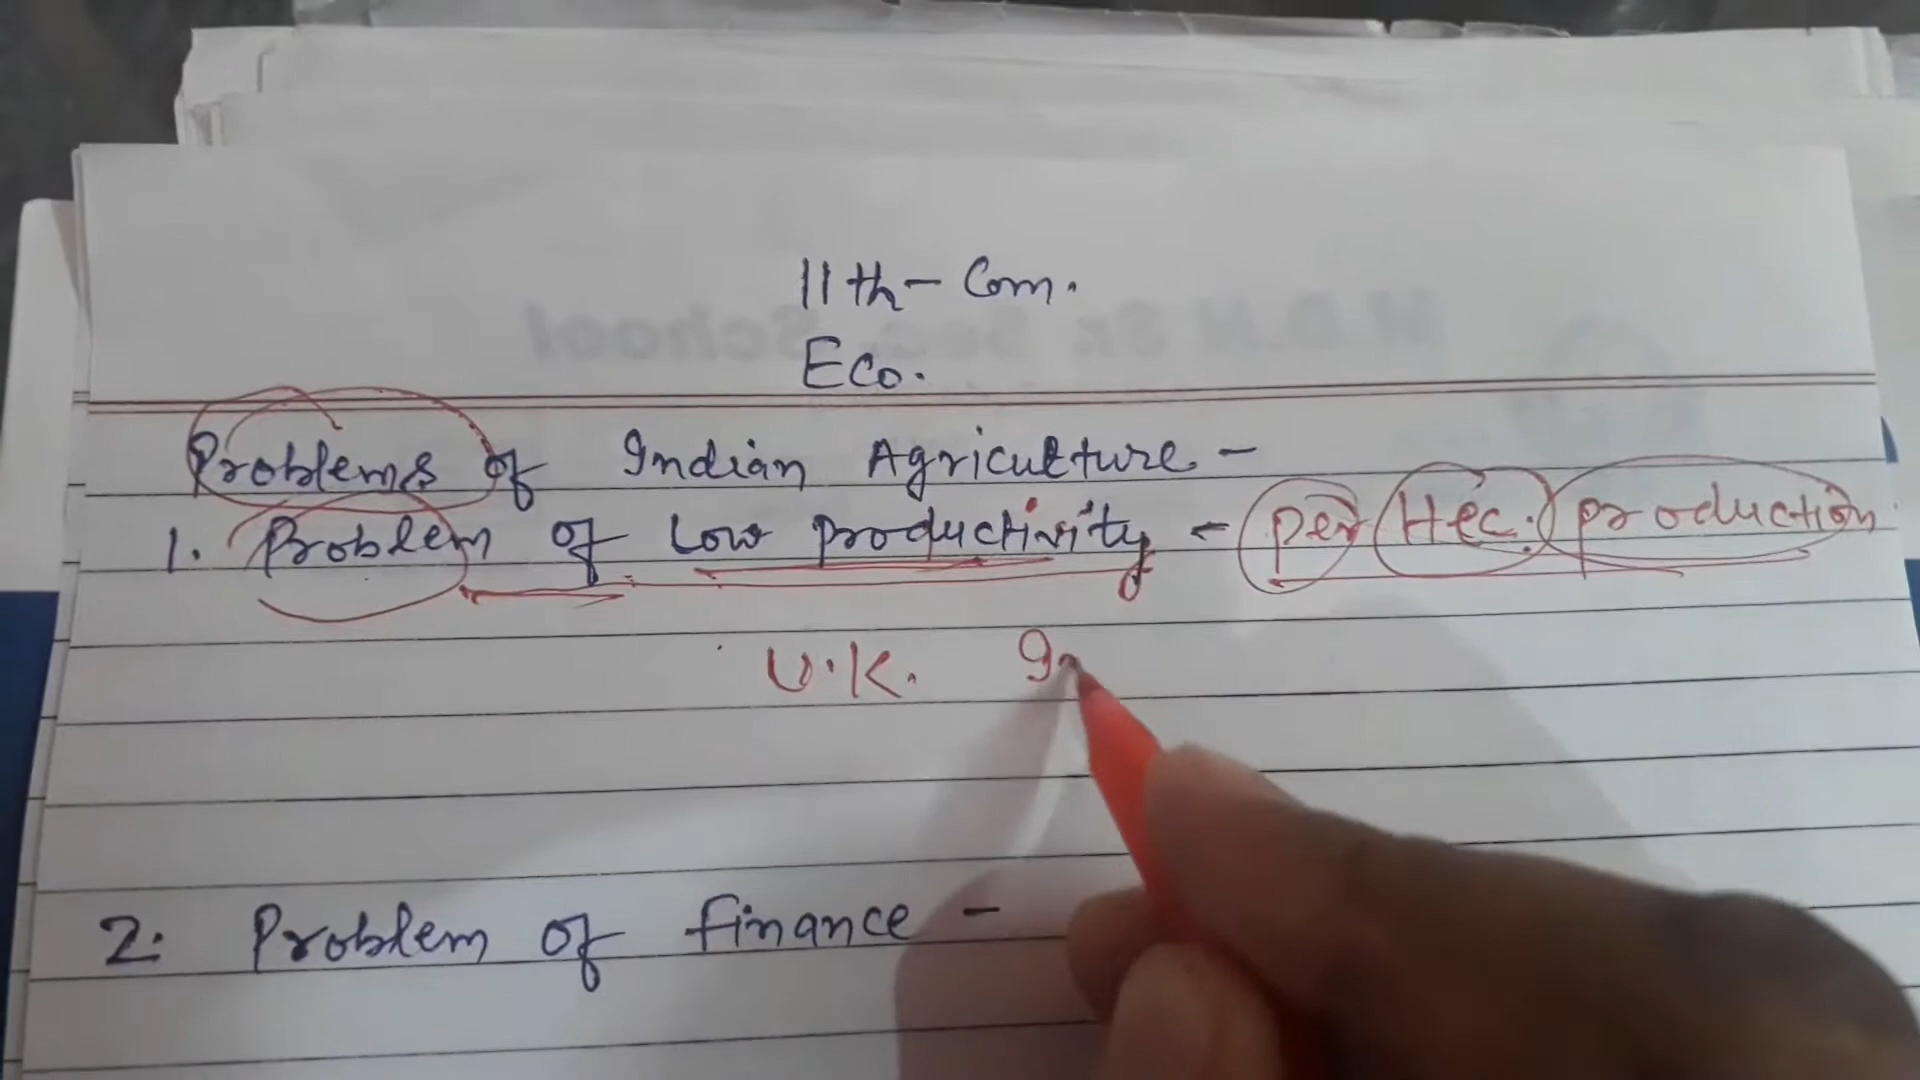 11th - Com.
Eco.
Problems of Indian Agriculture -
1. Problem of Low Productivity - per Hec. production
U.K.
2. Problem of finance -